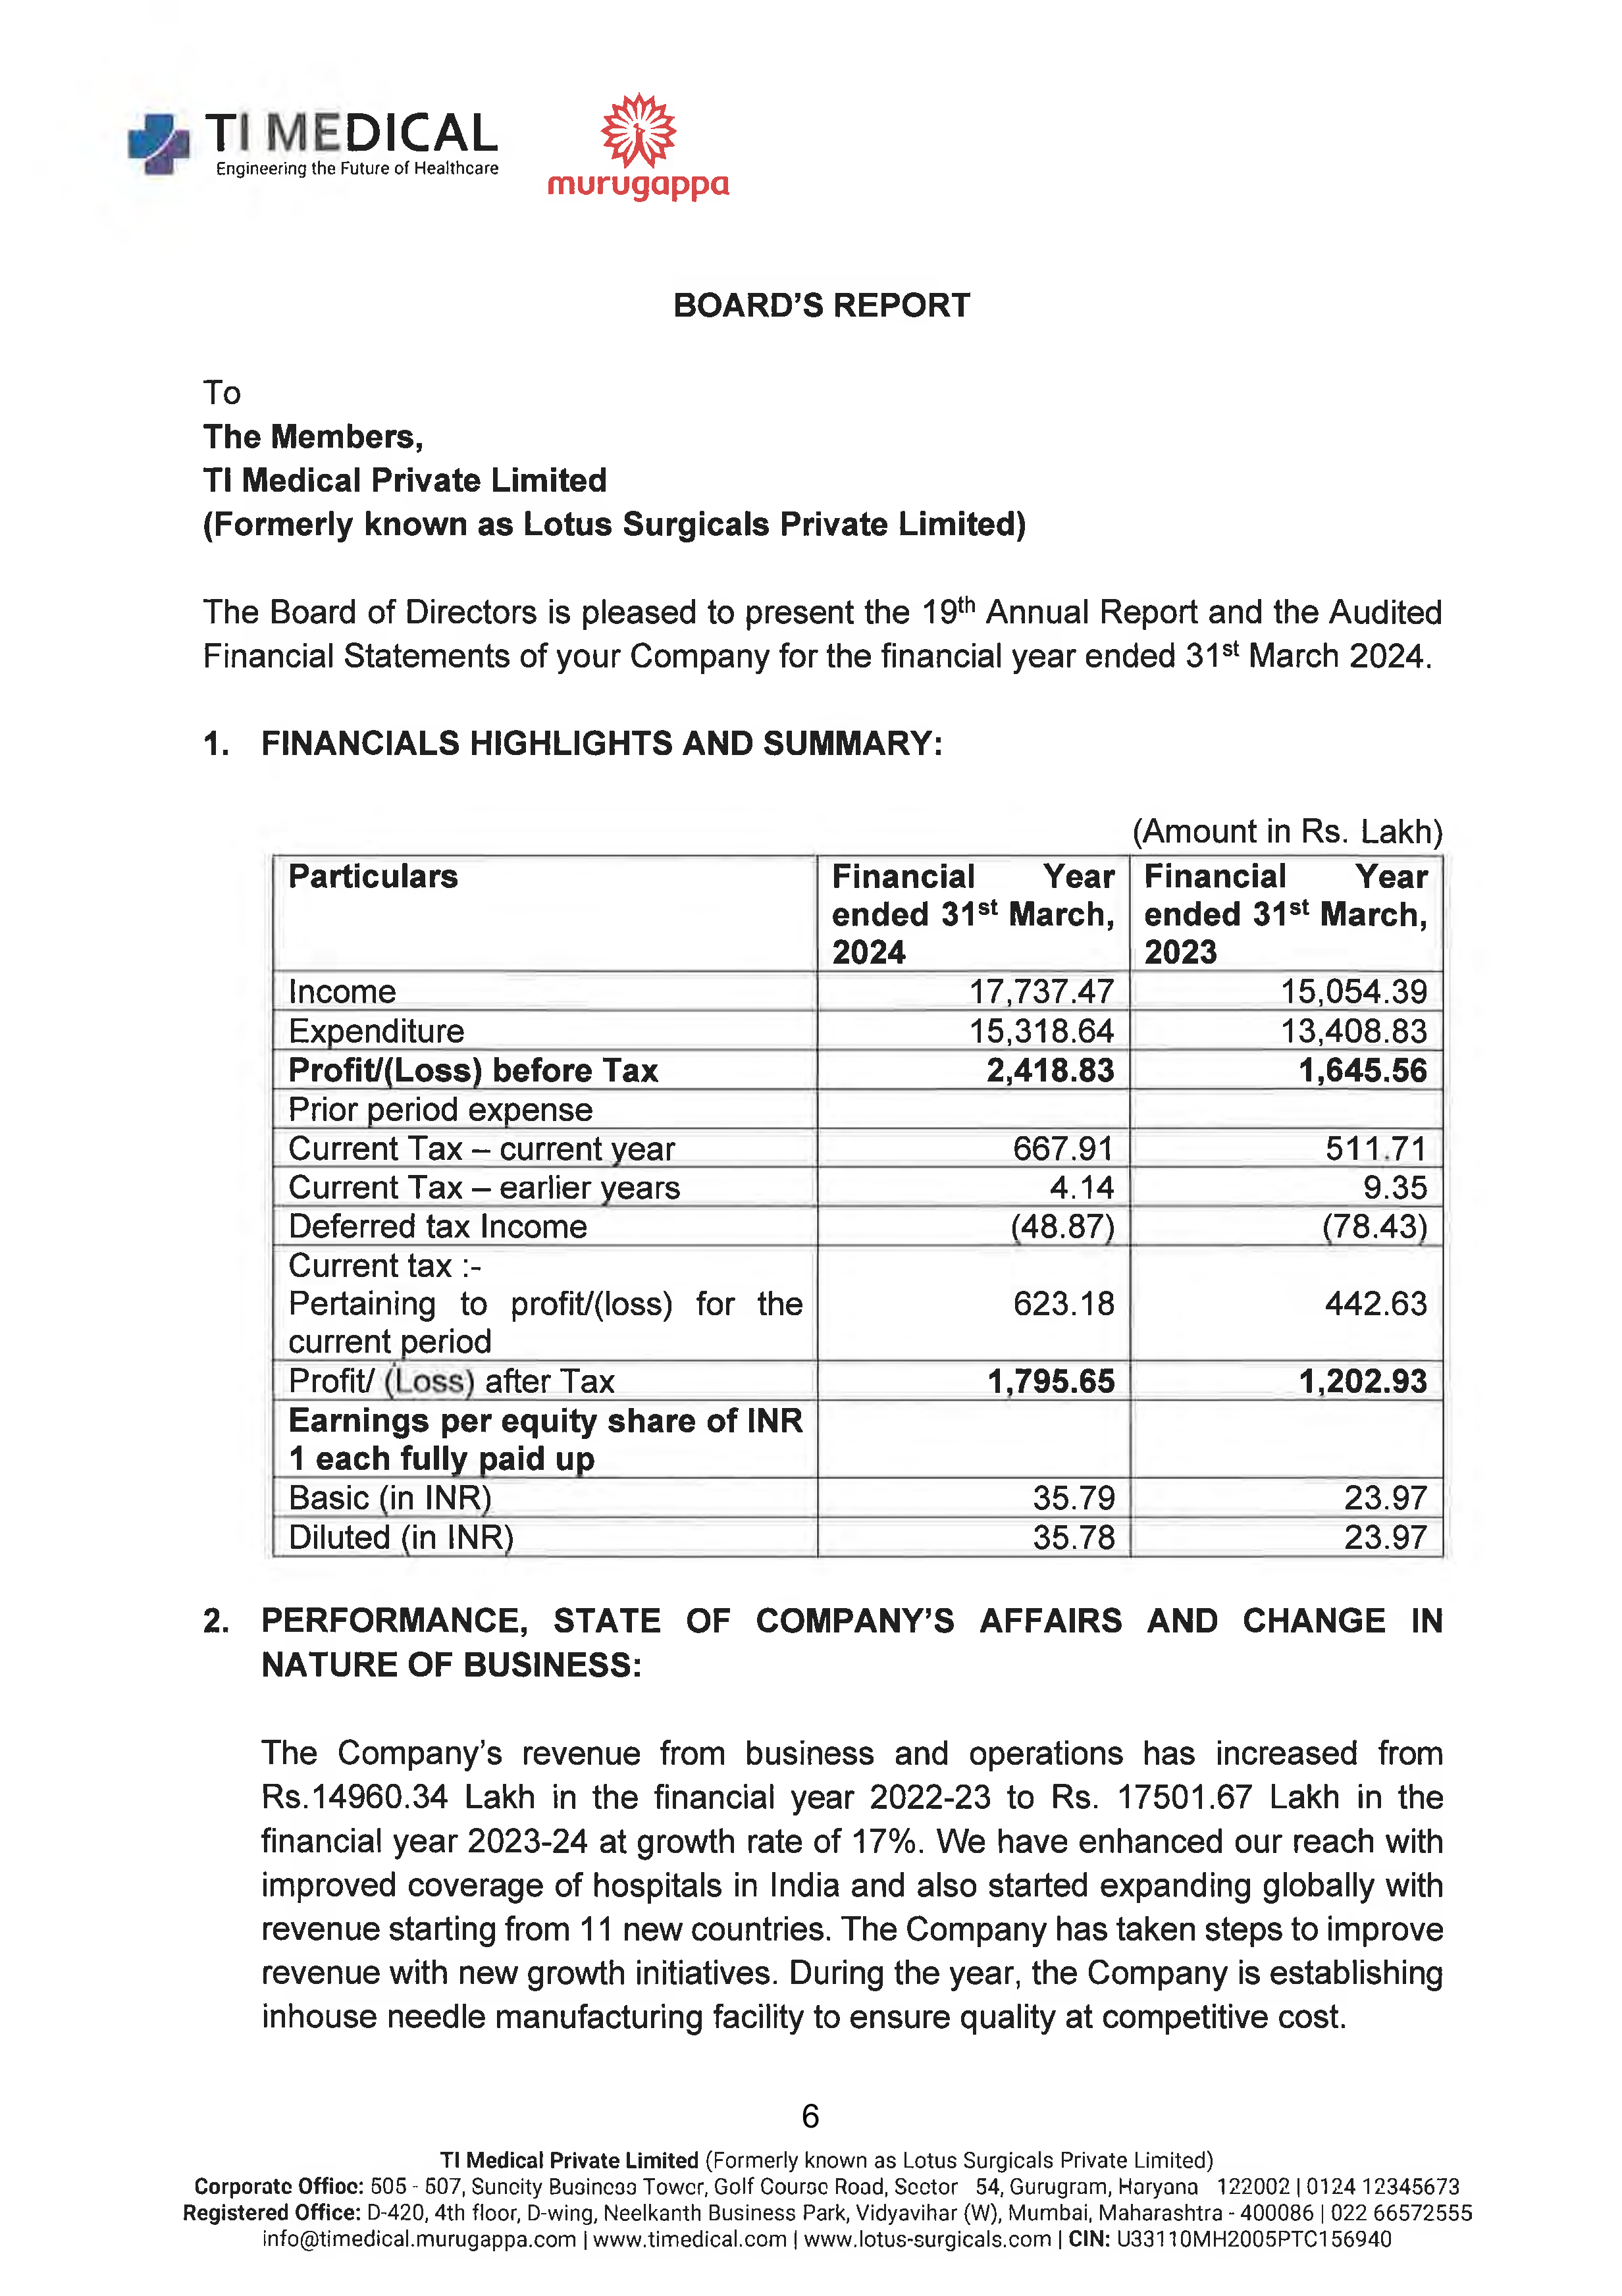 TI MEDICAL
Engineering the Future of Healthcare
murugappa
BOARD'S REPORT
To
The Members,
TI Medical Private Limited
(Formerly known as Lotus Surgicals Private Limited)
The Board of Directors is pleased to present the 19th Annual Report and the Audited
Financial Statements of your Company for the financial year ended 31st March 2024.
1. FINANCIALS HIGHLIGHTS AND SUMMARY:
(Amount in Rs. Lakh)
Particulars Financial Year ended 31st March, 2024 Financial Year ended 31st March, 2023
Income 17,737.47 15,054.39
Expenditure 15,318.64 13,408.83
Profit/(Loss) before Tax 2,418.83 1,645.56
Prior period expense
Current Tax – current year 667.91 511.71
Current Tax – earlier years 4.14 9.35
Deferred tax Income (48.87) (78.43)
Current tax :-
Pertaining to profit/(loss) for the 623.18 442.63
current period
Profit/ (Loss) after Tax 1,795.65 1,202.93
Earnings per equity share of INR
1 each fully paid up
Basic (in INR) 35.79 23.97
Diluted (in INR) 35.78 23.97
2. PERFORMANCE, STATE OF COMPANY'S AFFAIRS AND CHANGE IN
NATURE OF BUSINESS:
The Company's revenue from business and operations has increased from
Rs.14960.34 Lakh in the financial year 2022-23 to Rs. 17501.67 Lakh in the
financial year 2023-24 at growth rate of 17%. We have enhanced our reach with
improved coverage of hospitals in India and also started expanding globally with
revenue starting from 11 new countries. The Company has taken steps to improve
revenue with new growth initiatives. During the year, the Company is establishing
inhouse needle manufacturing facility to ensure quality at competitive cost.
6
TI Medical Private Limited (Formerly known as Lotus Surgicals Private Limited)
Corporate Office: 505 - 507, Suncity Business Tower, Golf Course Road, Sector 54, Gurugram, Haryana 122002 | 0124 12345673
Registered Office: D-420, 4th floor, D-wing, Neelkanth Business Park, Vidyavihar (W), Mumbai, Maharashtra - 400086 | 022 66572555
info@timedical.murugappa.com | www.timedical.com | www.lotus-surgicals.com | CIN: U33110MH2005PTC156940